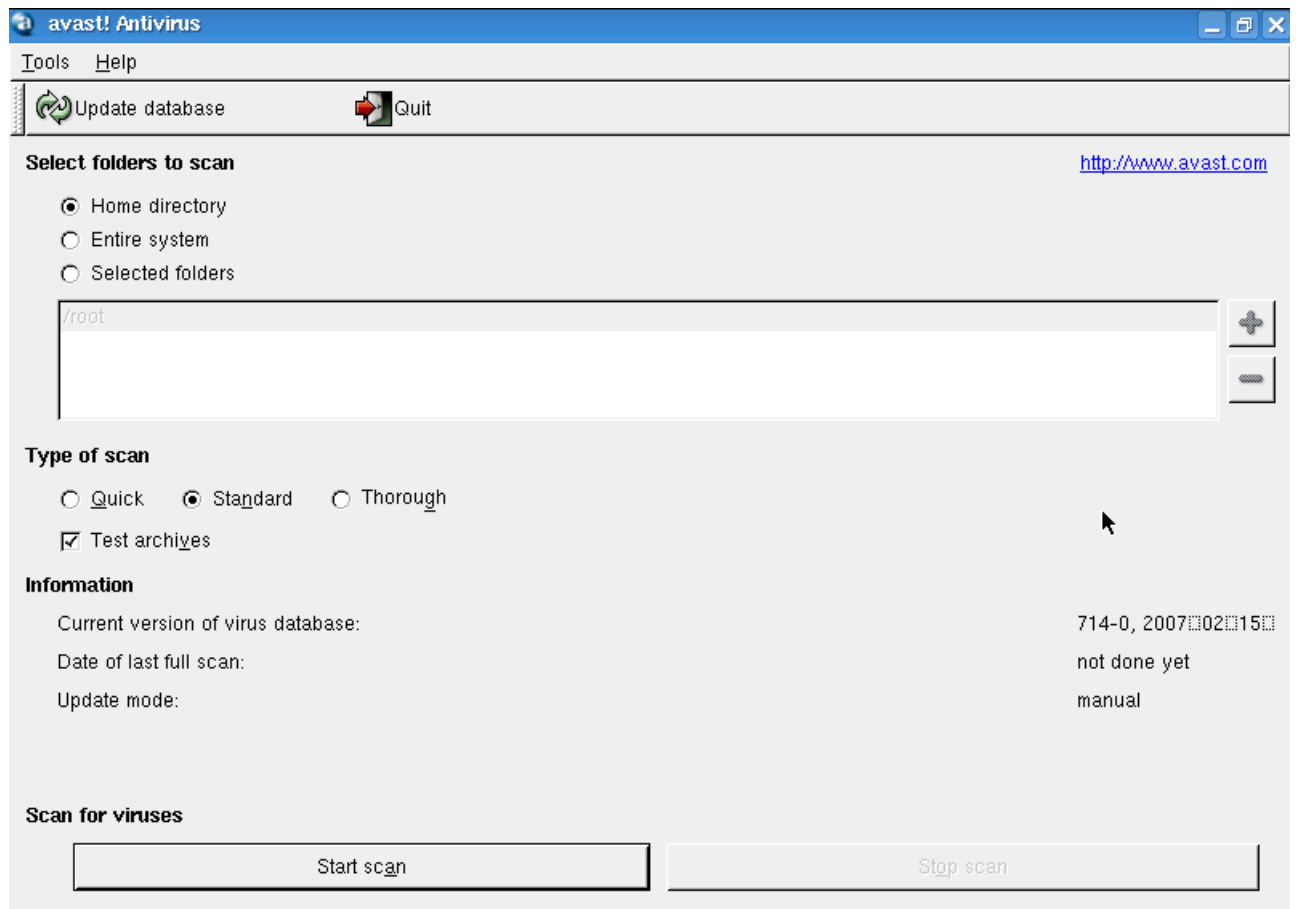 avast! Antivirus
Tools Help
Update database Quit
Select folders to scan http://www.avast.com
Home directory
Entire system
Selected folders
/root
Type of scan
Quick Standard Thorough
Test archives
Information
Current version of virus database: 714-0, 2007□02□15□
Date of last full scan: not done yet
Update mode: manual
Scan for viruses
Start scan Stop scan